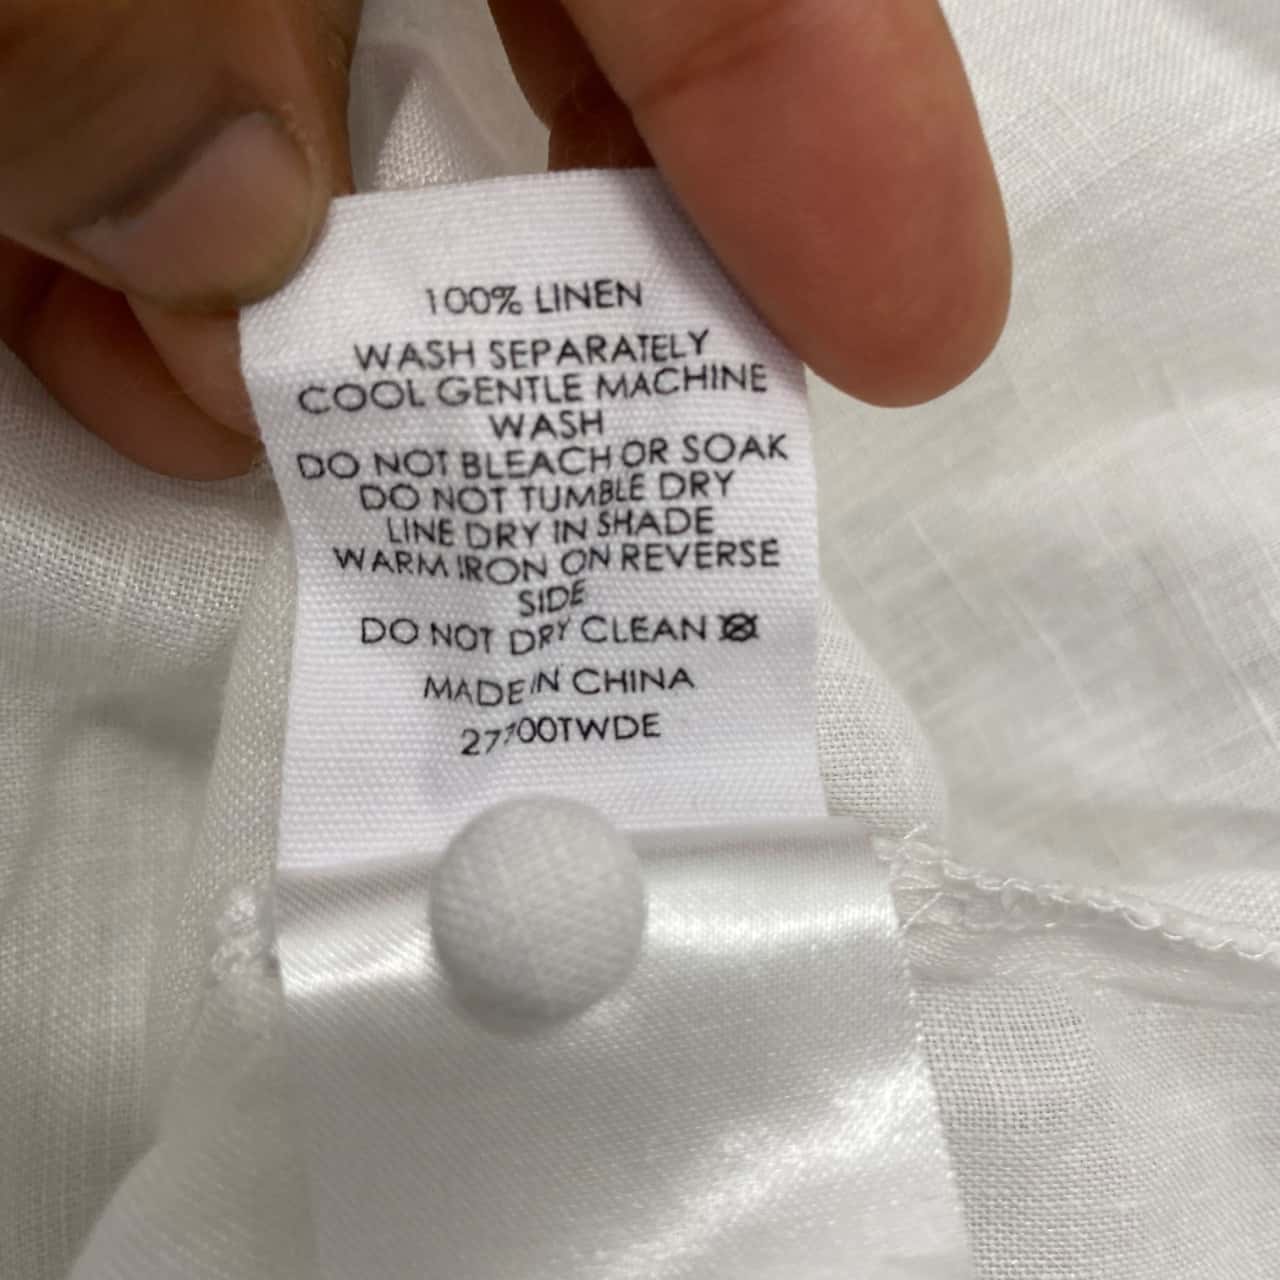 100% LINEN
WASH SEPARATELY
COOL GENTLE MACHINE
WASH
DO NOT BLEACH OR SOAK
DO NOT TUMBLE DRY
LINE DRY IN SHADE
WARM IRON ON REVERSE
SIDE
DO NOT DRY CLEAN
MADE IN CHINA